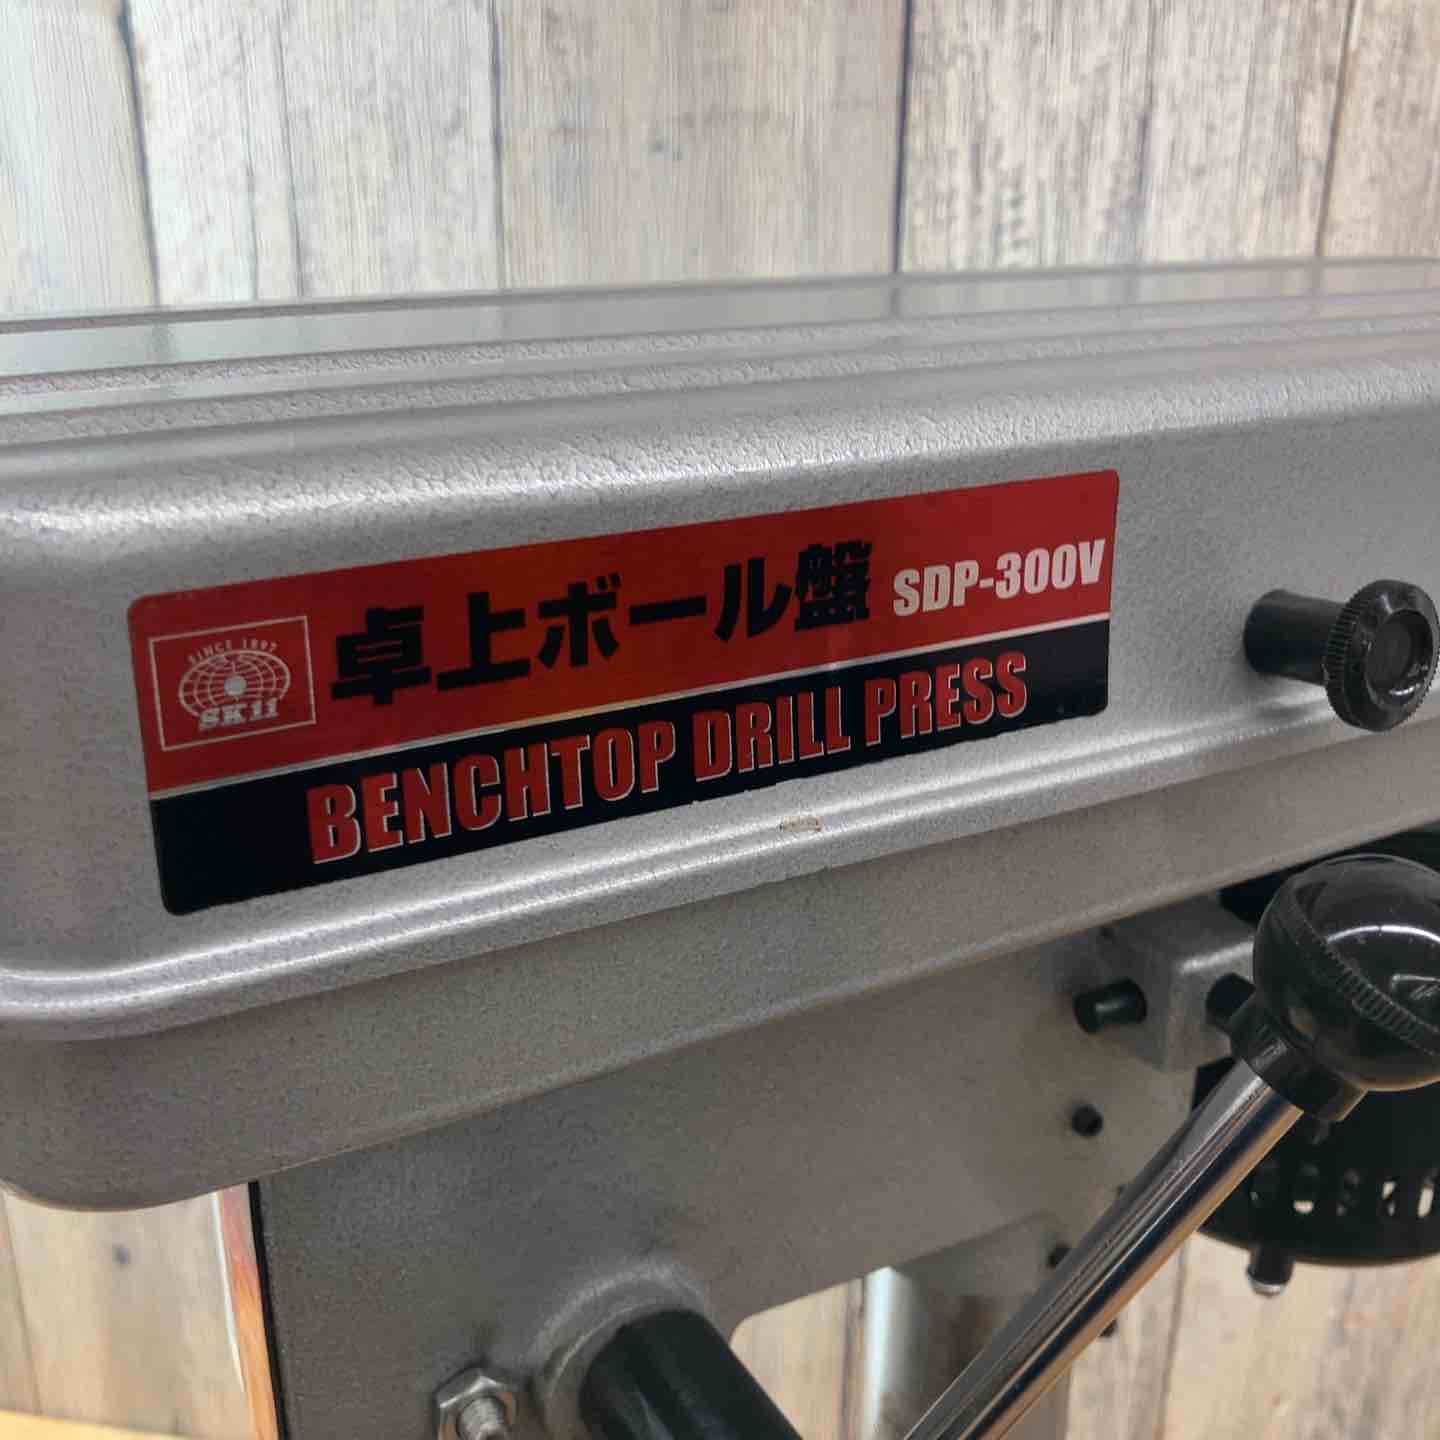 SINCE 1897
SK11
卓上ボール盤 SDP-300V
BENCHTOP DRILL PRESS